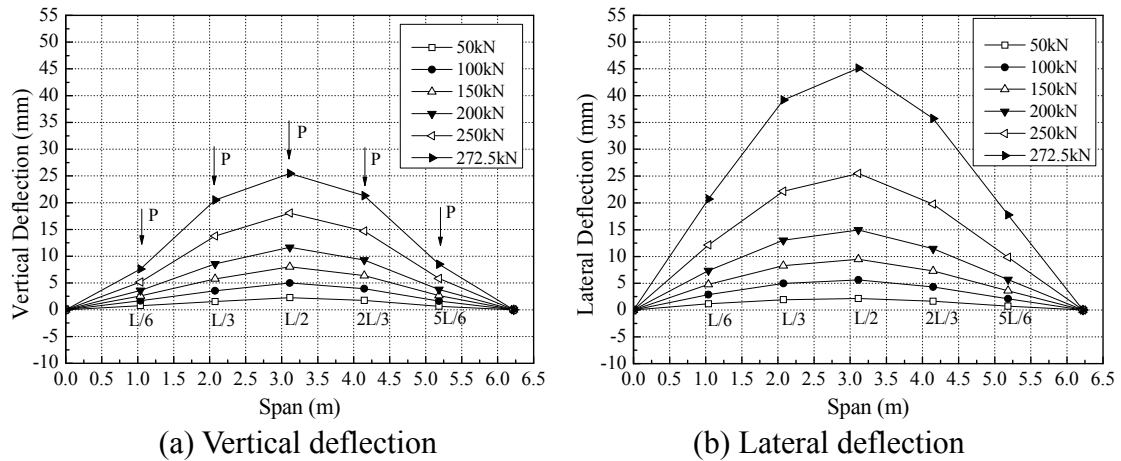 55
50
45
40
35
30
25
20
15
10
5
0
-5
-10
Vertical Deflection (mm)
50kN
100kN
150kN
200kN
250kN
272.5kN
P
P
P
P
P
L/6
L/3
L/2
2L/3
5L/6
0.0 0.5 1.0 1.5 2.0 2.5 3.0 3.5 4.0 4.5 5.0 5.5 6.0 6.5
Span (m)
(a) Vertical deflection
55
50
45
40
35
30
25
20
15
10
5
0
-5
-10
Lateral Deflection (mm)
50kN
100kN
150kN
200kN
250kN
272.5kN
L/6
L/3
L/2
2L/3
5L/6
0.0 0.5 1.0 1.5 2.0 2.5 3.0 3.5 4.0 4.5 5.0 5.5 6.0 6.5
Span (m)
(b) Lateral deflection